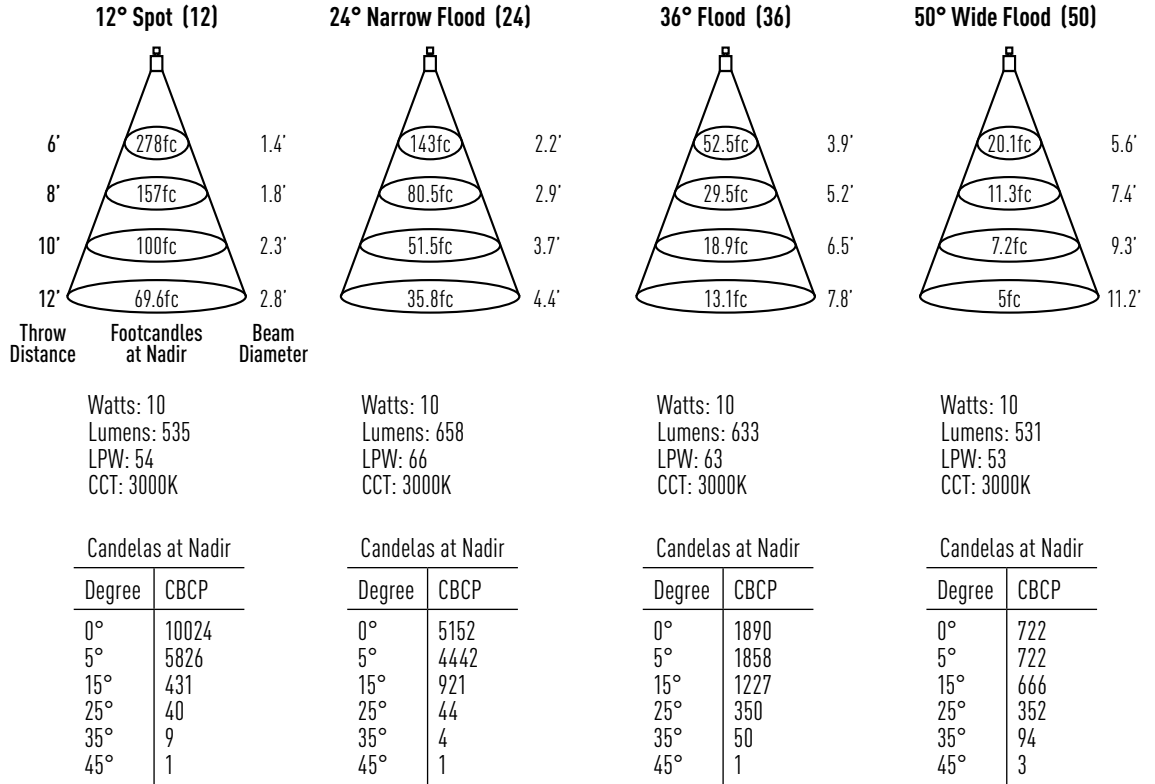 12° Spot (12) 24° Narrow Flood (24) 36° Flood (36) 50° Wide Flood (50)
6’ 278fc 1.4’ 143fc 2.2’ 52.5fc 3.9’ 20.1fc 5.6’
8’ 157fc 1.8’ 80.5fc 2.9’ 29.5fc 5.2’ 11.3fc 7.4’
10’ 100fc 2.3’ 51.5fc 3.7’ 18.9fc 6.5’ 7.2fc 9.3’
12’ 69.6fc 2.8’ 35.8fc 4.4’ 13.1fc 7.8’ 5fc 11.2’
Throw Footcandles Beam
Distance at Nadir Diameter
Watts: 10 Watts: 10 Watts: 10 Watts: 10
Lumens: 535 Lumens: 658 Lumens: 633 Lumens: 531
LPW: 54 LPW: 66 LPW: 63 LPW: 53
CCT: 3000K CCT: 3000K CCT: 3000K CCT: 3000K
Candelas at Nadir Candelas at Nadir Candelas at Nadir Candelas at Nadir
Degree CBCP Degree CBCP Degree CBCP Degree CBCP
0° 10024 0° 5152 0° 1890 0° 722
5° 5826 5° 4442 5° 1858 5° 722
15° 431 15° 921 15° 1227 15° 666
25° 40 25° 44 25° 350 25° 352
35° 9 35° 4 35° 50 35° 94
45° 1 45° 1 45° 1 45° 3